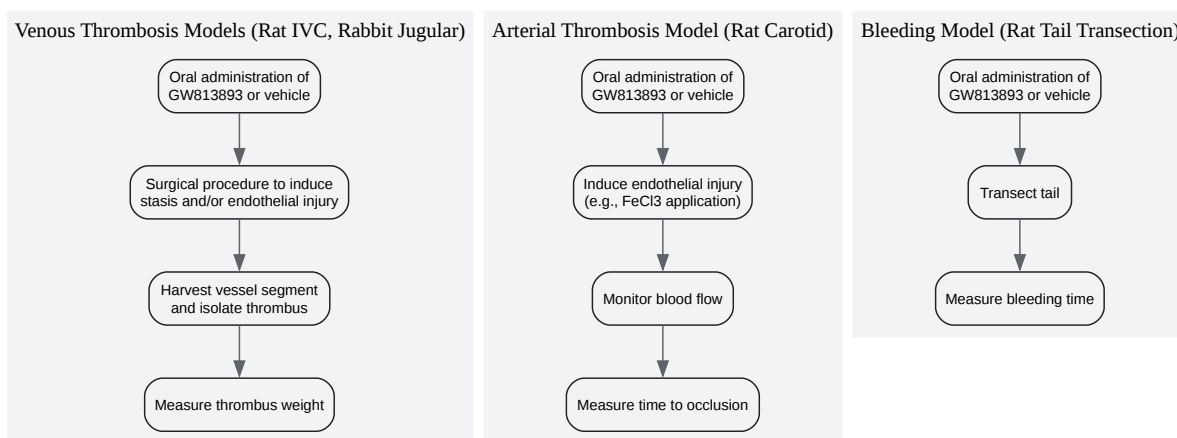 Venous Thrombosis Models (Rat IVC, Rabbit Jugular)
Oral administration of
GW813893 or vehicle
Surgical procedure to induce
stasis and/or endothelial injury
Harvest vessel segment
and isolate thrombus
Measure thrombus weight
Arterial Thrombosis Model (Rat Carotid)
Oral administration of
GW813893 or vehicle
Induce endothelial injury
(e.g., FeCl3 application)
Monitor blood flow
Measure time to occlusion
Bleeding Model (Rat Tail Transection)
Oral administration of
GW813893 or vehicle
Transect tail
Measure bleeding time